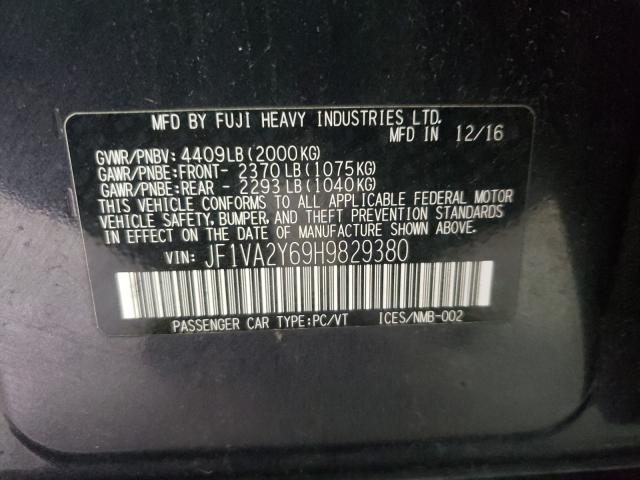 MFD BY FUJI HEAVY INDUSTRIES LTD.
MFD IN 12/16
GVWR/PNBV: 4409LB(2000KG)
GAWR/PNBE:FRONT- 2370LB(1075KG)
GAWR/PNBE:REAR - 2293LB(1040KG)
THIS VEHICLE CONFORMS TO ALL APPLICABLE FEDERAL MOTOR
VEHICLE SAFETY, BUMPER, AND THEFT PREVENTION STANDARDS
IN EFFECT ON THE DATE OF MANUFACTURE SHOWN ABOVE.
VIN: JF1VA2Y69H9829380
PASSENGER CAR TYPE:PC/VT ICES/NMB-002